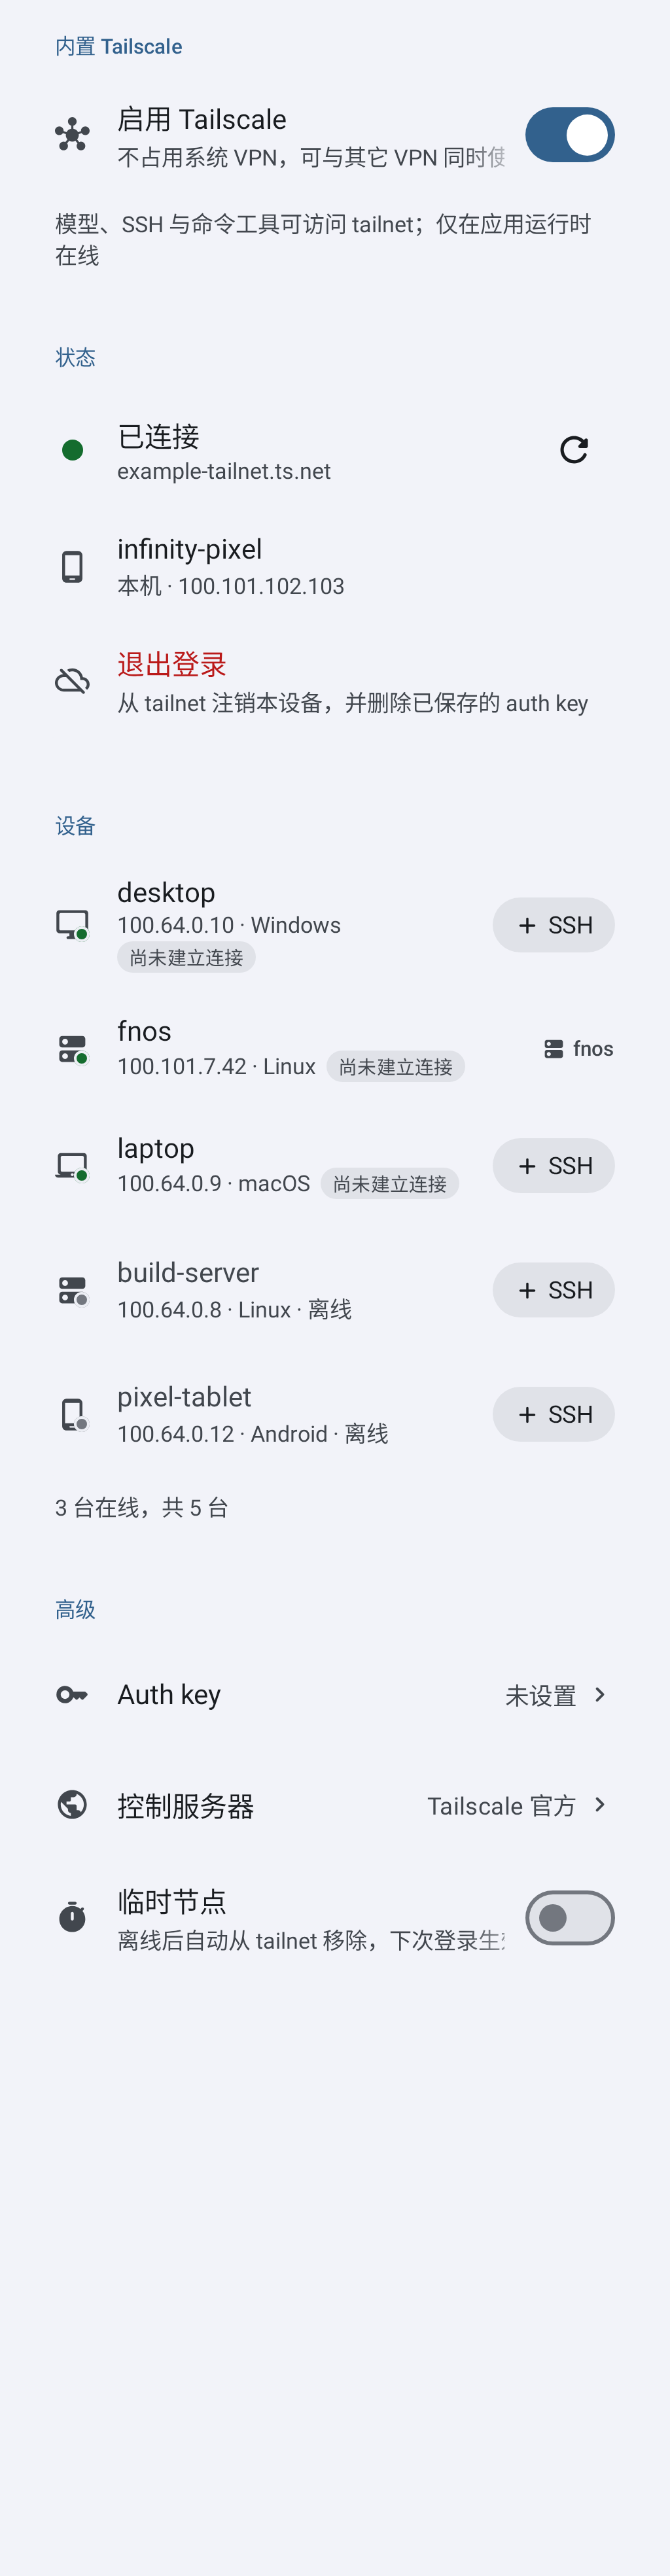 内置 Tailscale
启用 Tailscale
不占用系统 VPN，可与其它 VPN 同时
模型、SSH 与命令工具可访问 tailnet；仅在应用运行时
在线
状态
已连接
example-tailnet.ts.net
infinity-pixel
本机 · 100.101.102.103
退出登录
从 tailnet 注销本设备，并删除已保存的 auth key
设备
desktop
100.64.0.10 · Windows
尚未建立连接
+ SSH
fnos
100.101.7.42 · Linux 尚未建立连接
fnos
laptop
100.64.0.9 · macOS 尚未建立连接
+ SSH
build-server
100.64.0.8 · Linux · 离线
+ SSH
pixel-tablet
100.64.0.12 · Android · 离线
+ SSH
3 台在线，共 5 台
高级
Auth key 未设置
控制服务器 Tailscale 官方
临时节点
离线后自动从 tailnet 移除，下次登录生